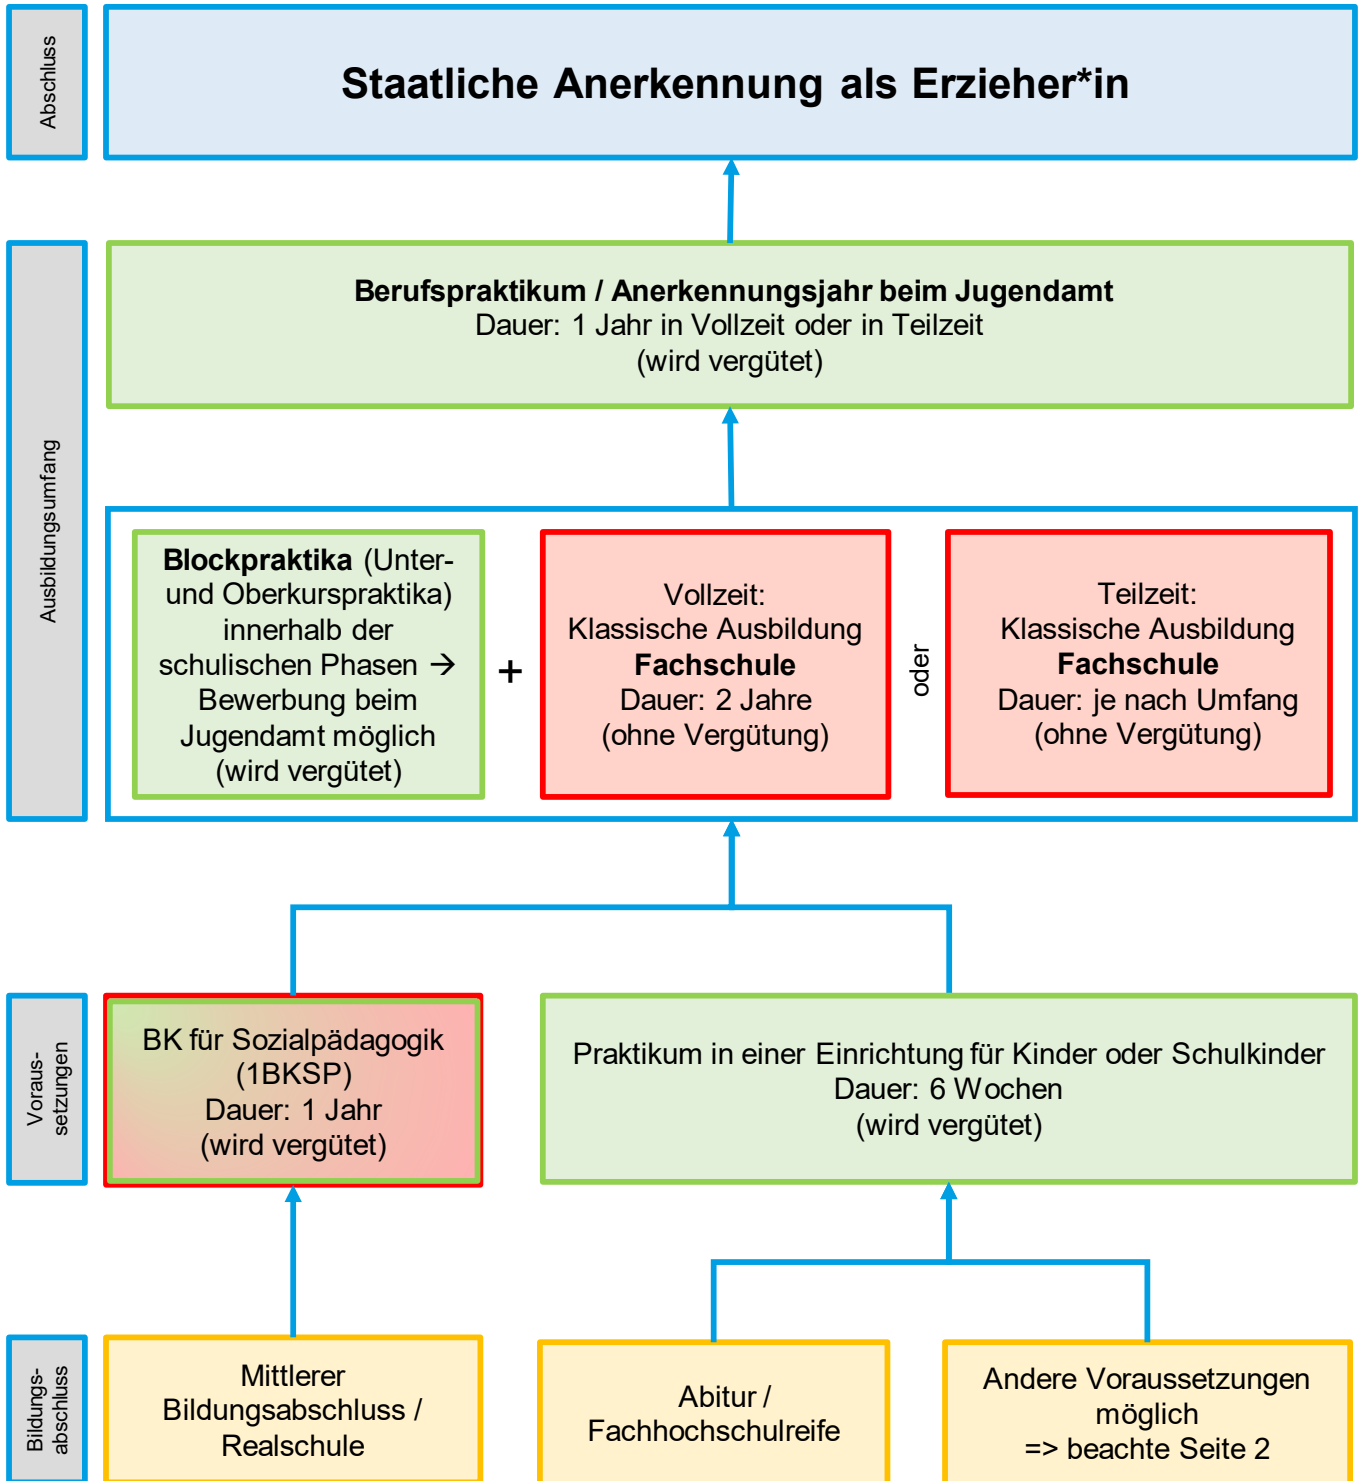 Abschluss
Staatliche Anerkennung als Erzieher*in
Ausbildungsumfang
Berufspraktikum / Anerkennungsjahr beim Jugendamt
Dauer: 1 Jahr in Vollzeit oder in Teilzeit
(wird vergütet)
Blockpraktika (Unter-
und Oberkurspraktika)
innerhalb der
schulischen Phasen →
Bewerbung beim
Jugendamt möglich
(wird vergütet)
+
Vollzeit:
Klassische Ausbildung
Fachschule
Dauer: 2 Jahre
(ohne Vergütung)
oder
Teilzeit:
Klassische Ausbildung
Fachschule
Dauer: je nach Umfang
(ohne Vergütung)
Voraus-
setzungen
BK für Sozialpädagogik
(1BKSP)
Dauer: 1 Jahr
(wird vergütet)
Praktikum in einer Einrichtung für Kinder oder Schulkinder
Dauer: 6 Wochen
(wird vergütet)
Bildungs-
abschluss
Mittlerer
Bildungsabschluss /
Realschule
Abitur /
Fachhochschulreife
Andere Voraussetzungen
möglich
=> beachte Seite 2